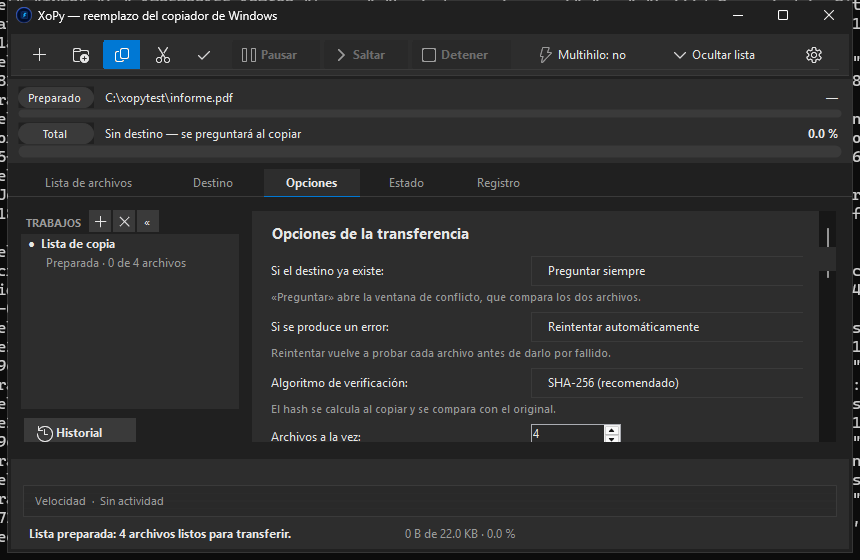 XoPy — reemplazo del copiador de Windows
Pausar
Saltar
Detener
Multihilo: no
Ocultar lista
Preparado
C:\xopytest\informe.pdf
—
Total
Sin destino — se preguntará al copiar
0.0 %
Lista de archivos
Destino
Opciones
Estado
Registro
TRABAJOS
«
• Lista de copia
Preparada · 0 de 4 archivos
Historial
Opciones de la transferencia
Si el destino ya existe:
Preguntar siempre
«Preguntar» abre la ventana de conflicto, que compara los dos archivos.
Si se produce un error:
Reintentar automáticamente
Reintentar vuelve a probar cada archivo antes de darlo por fallido.
Algoritmo de verificación:
SHA-256 (recomendado)
El hash se calcula al copiar y se compara con el original.
Archivos a la vez:
4
Velocidad · Sin actividad
Lista preparada: 4 archivos listos para transferir.
0 B de 22.0 KB · 0.0 %